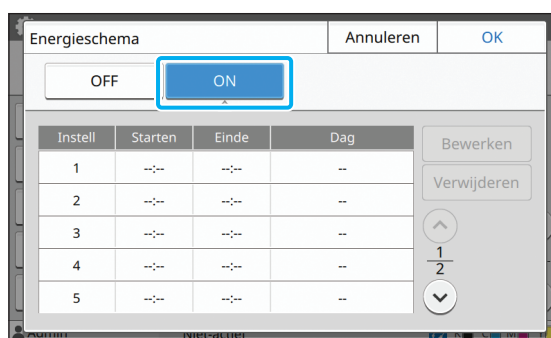 Energieschema Annuleren OK
OFF ON
Instell Starten Einde Dag
Bewerken
1 --:-- --:-- --
Verwijderen
2 --:-- --:-- --
3 --:-- --:-- --
1
2
4 --:-- --:-- --
5 --:-- --:-- --
Admin